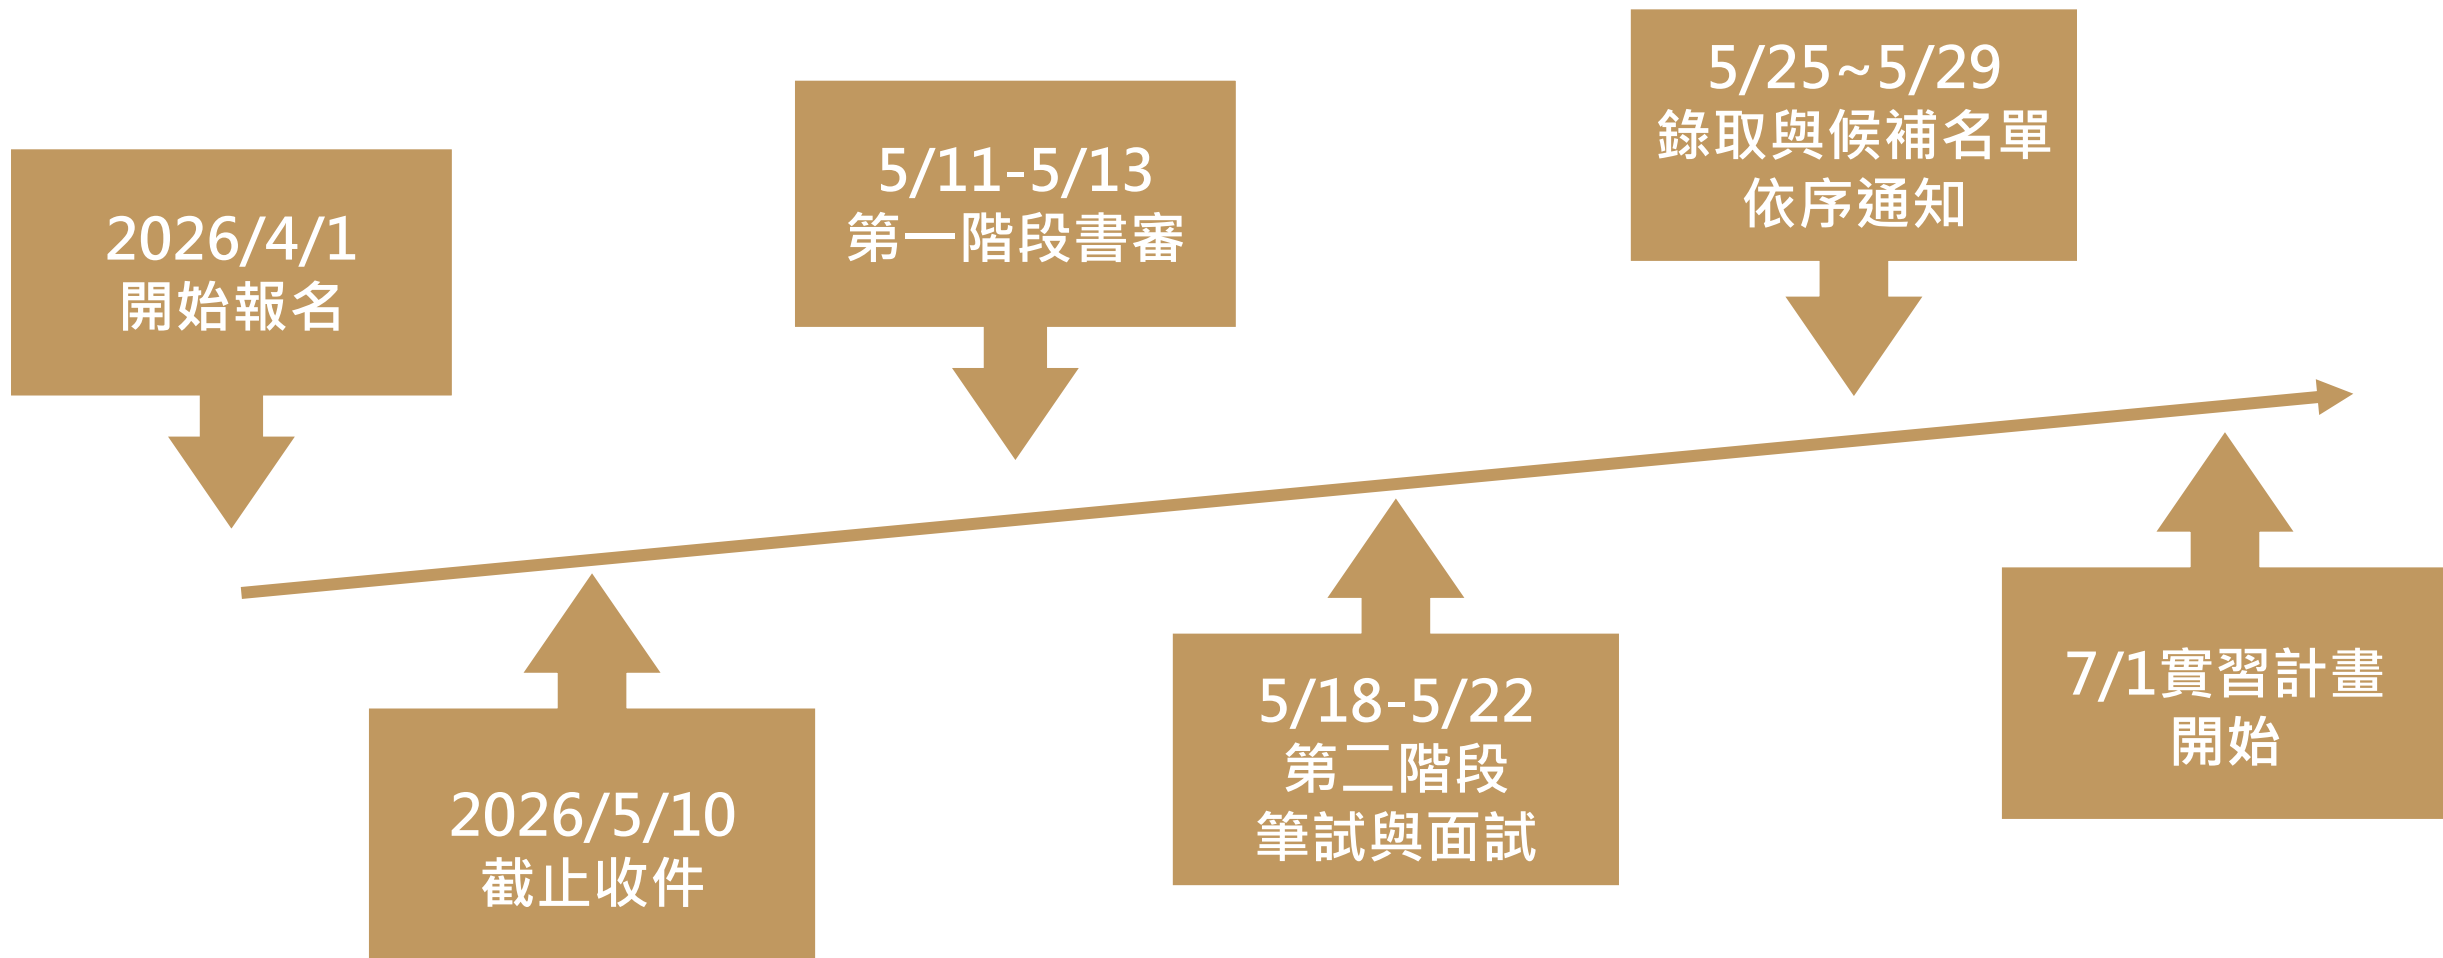 2026/4/1
開始報名
2026/5/10
截止收件
5/11-5/13
第一階段書審
5/18-5/22
第二階段
筆試與面試
5/25~5/29
錄取與候補名單
依序通知
7/1實習計畫
開始